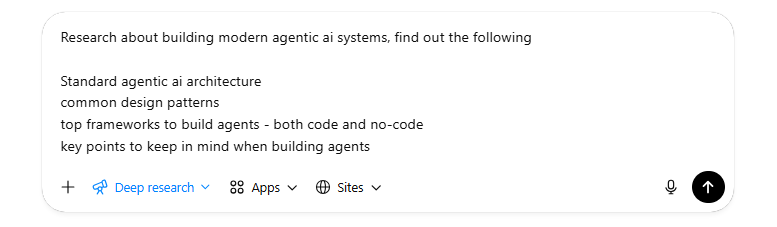 Research about building modern agentic ai systems, find out the following
Standard agentic ai architecture
common design patterns
top frameworks to build agents - both code and no-code
key points to keep in mind when building agents
Deep research Apps Sites